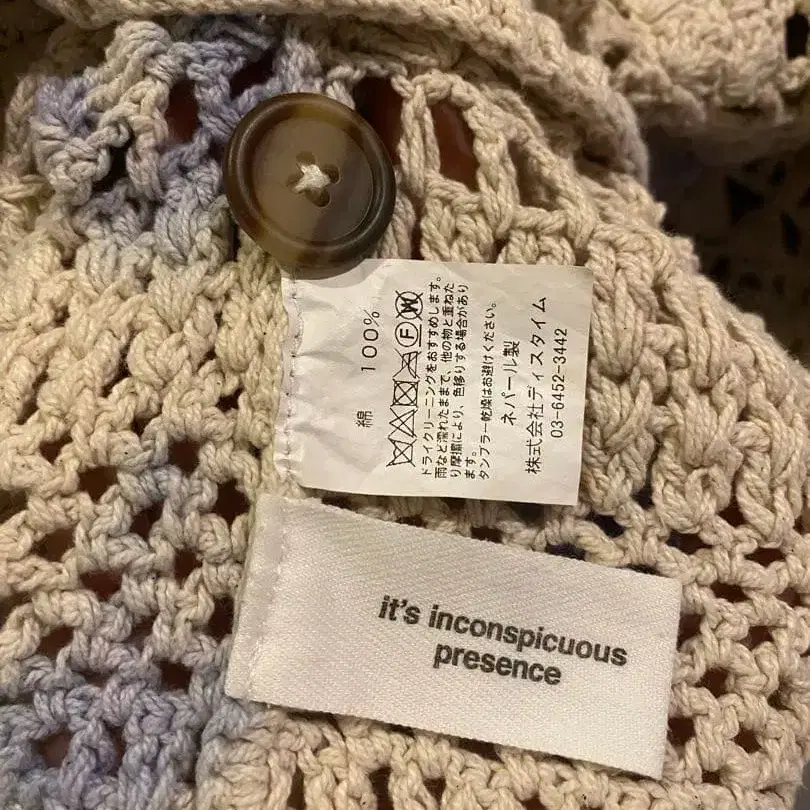 綿 100%
F W
ドライクリーニングをおすすめします。
雨など濡れたままで、他の物と重ねた
り摩擦により、色移りする場合があり
ます。
タンブラー乾燥はお避けください。
ネパール製
株式会社ディスタイム
03-6452-3442
it's inconspicuous
presence